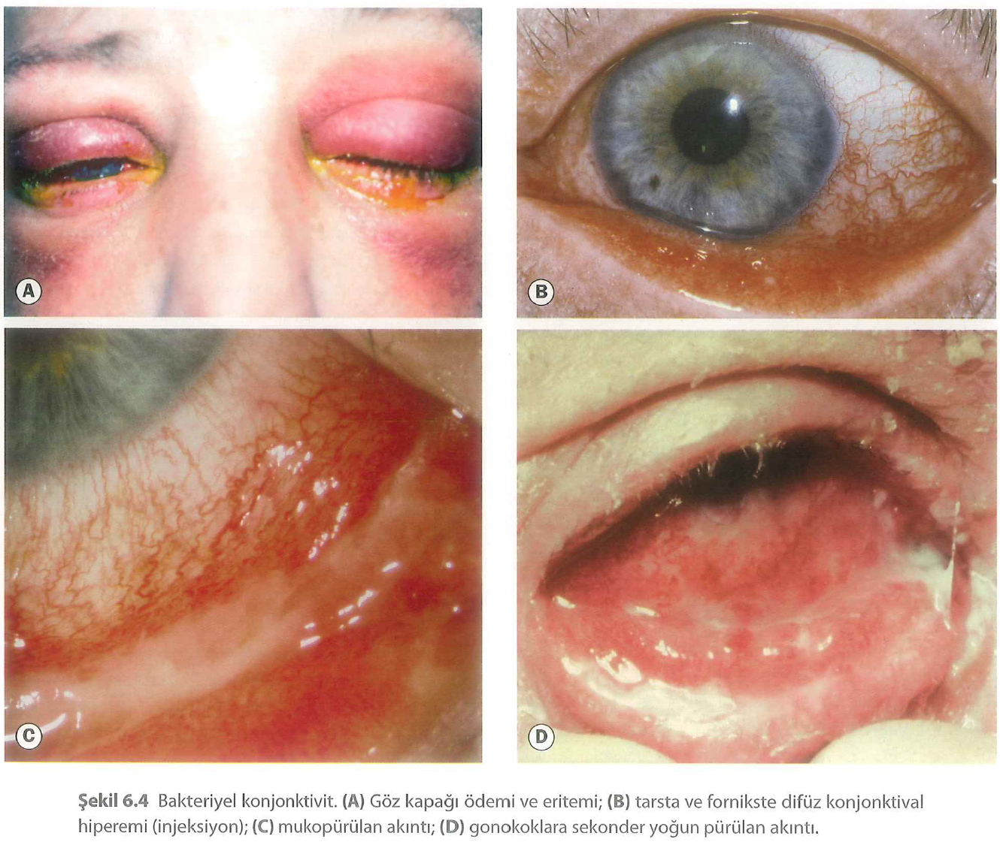 A
B
C
D
Şekil 6.4 Bakteriyel konjonktivit. (A) Göz kapağı ödemi ve eritemi; (B) tarsta ve fornikste difüz konjonktival
hiperemi (injeksiyon); (C) mukopürülan akıntı; (D) gonokoklara sekonder yoğun pürülan akıntı.